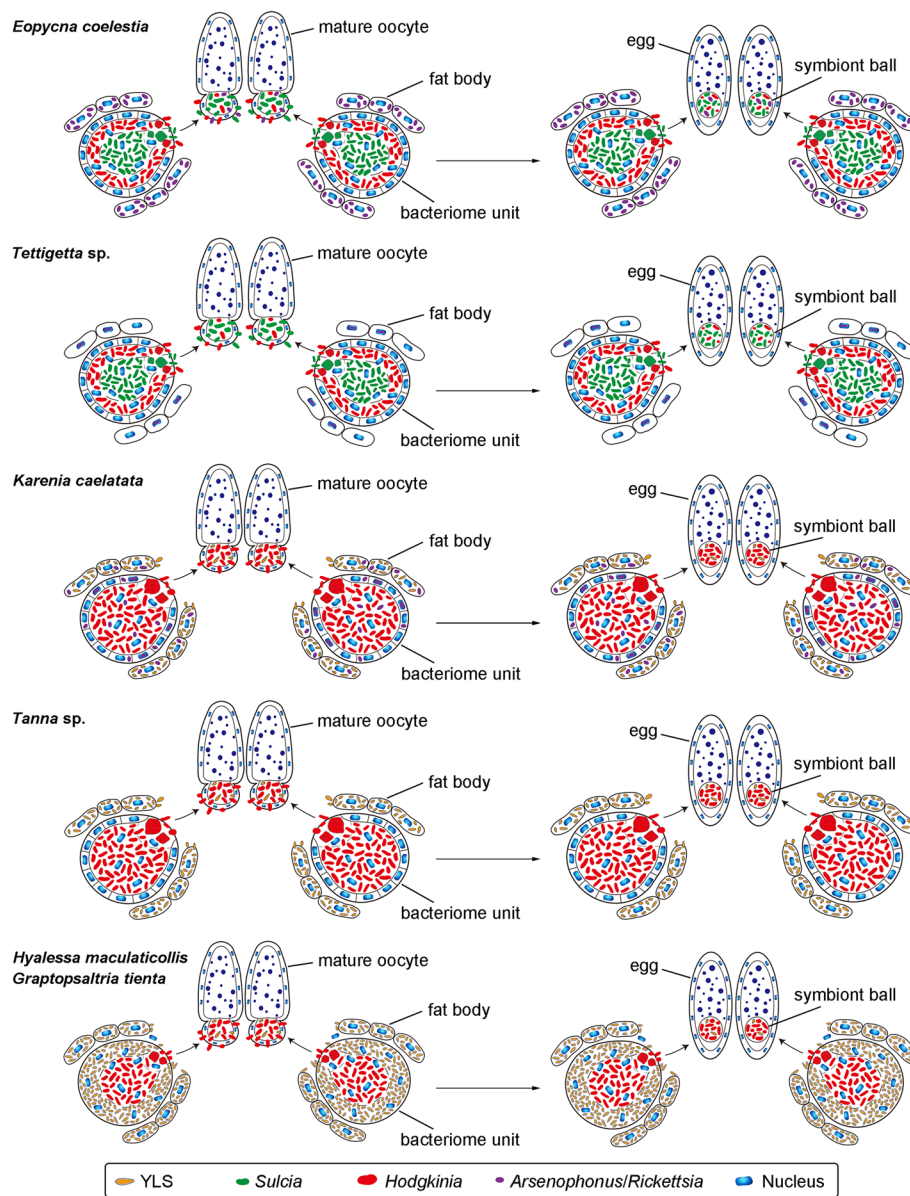 Eopycna coelestia
mature oocyte
egg
symbiont ball
fat body
bacteriome unit
Tettigetta sp.
mature oocyte
egg
symbiont ball
fat body
bacteriome unit
Karenia caelatata
mature oocyte
egg
symbiont ball
fat body
bacteriome unit
Tanna sp.
mature oocyte
egg
symbiont ball
fat body
bacteriome unit
Hyalessa maculaticollis
Graptopsaltria tienta
mature oocyte
egg
symbiont ball
fat body
bacteriome unit
YLS Sulcia Hodgkinia Arsenophonus/Rickettsia Nucleus